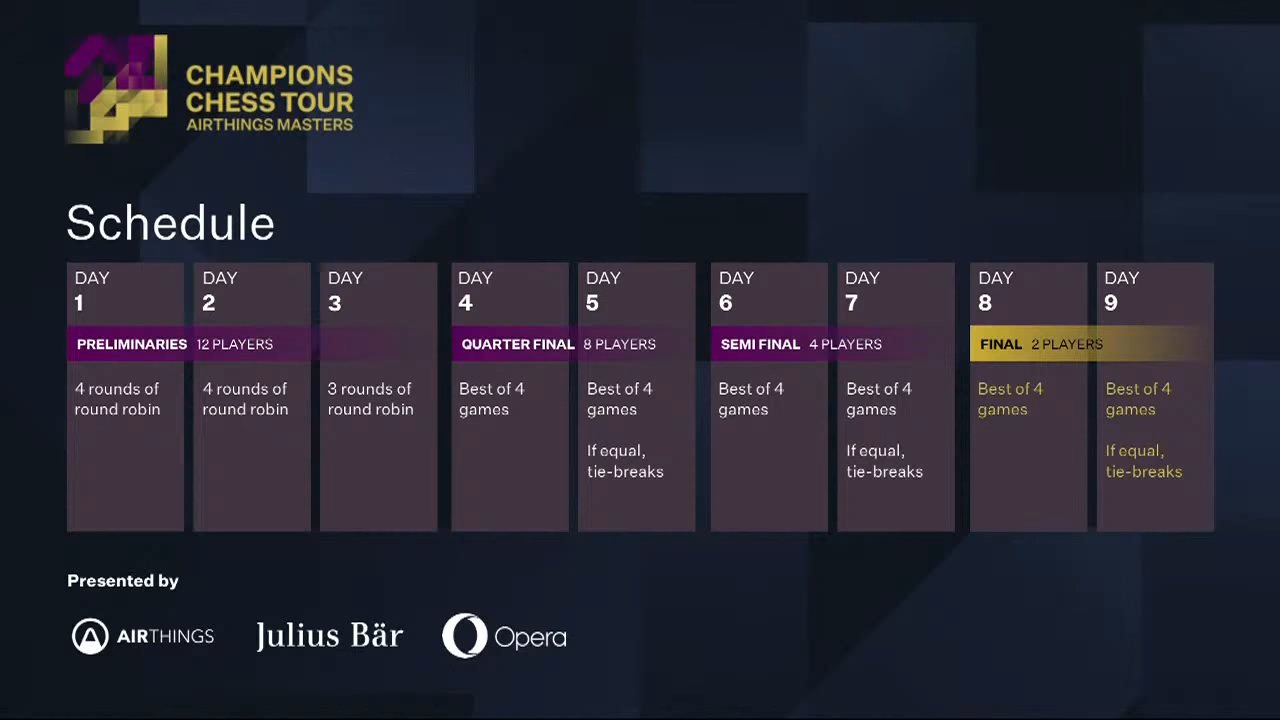 CHAMPIONS
CHESS TOUR
AIRTHINGS MASTERS
Schedule
DAY
1
DAY
2
DAY
3
DAY
4
DAY
5
DAY
6
DAY
7
DAY
8
DAY
9
PRELIMINARIES 12 PLAYERS
QUARTER FINAL 8 PLAYERS
SEMI FINAL 4 PLAYERS
FINAL 2 PLAYERS
4 rounds of
round robin
4 rounds of
round robin
3 rounds of
round robin
Best of 4
games
Best of 4
games
If equal,
tie-breaks
Best of 4
games
Best of 4
games
If equal,
tie-breaks
Best of 4
games
Best of 4
games
If equal,
tie-breaks
Presented by
AIRTHINGS
Julius Bär
Opera